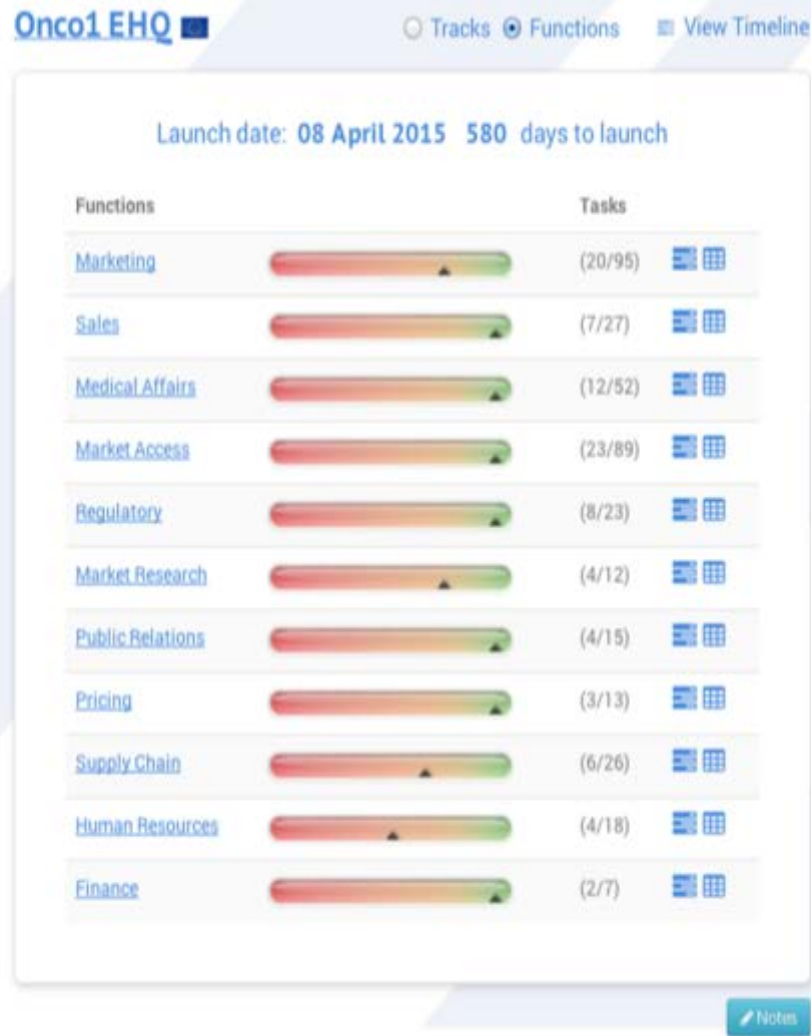 Onco1 EHQ Tracks Functions View Timeline
Launch date: 08 April 2015 580 days to launch
Functions Tasks
Marketing (20/95)
Sales (7/27)
Medical Affairs (12/52)
Market Access (23/89)
Regulatory (8/23)
Market Research (4/12)
Public Relations (4/15)
Pricing (3/13)
Supply Chain (6/26)
Human Resources (4/18)
Finance (2/7)
Notes